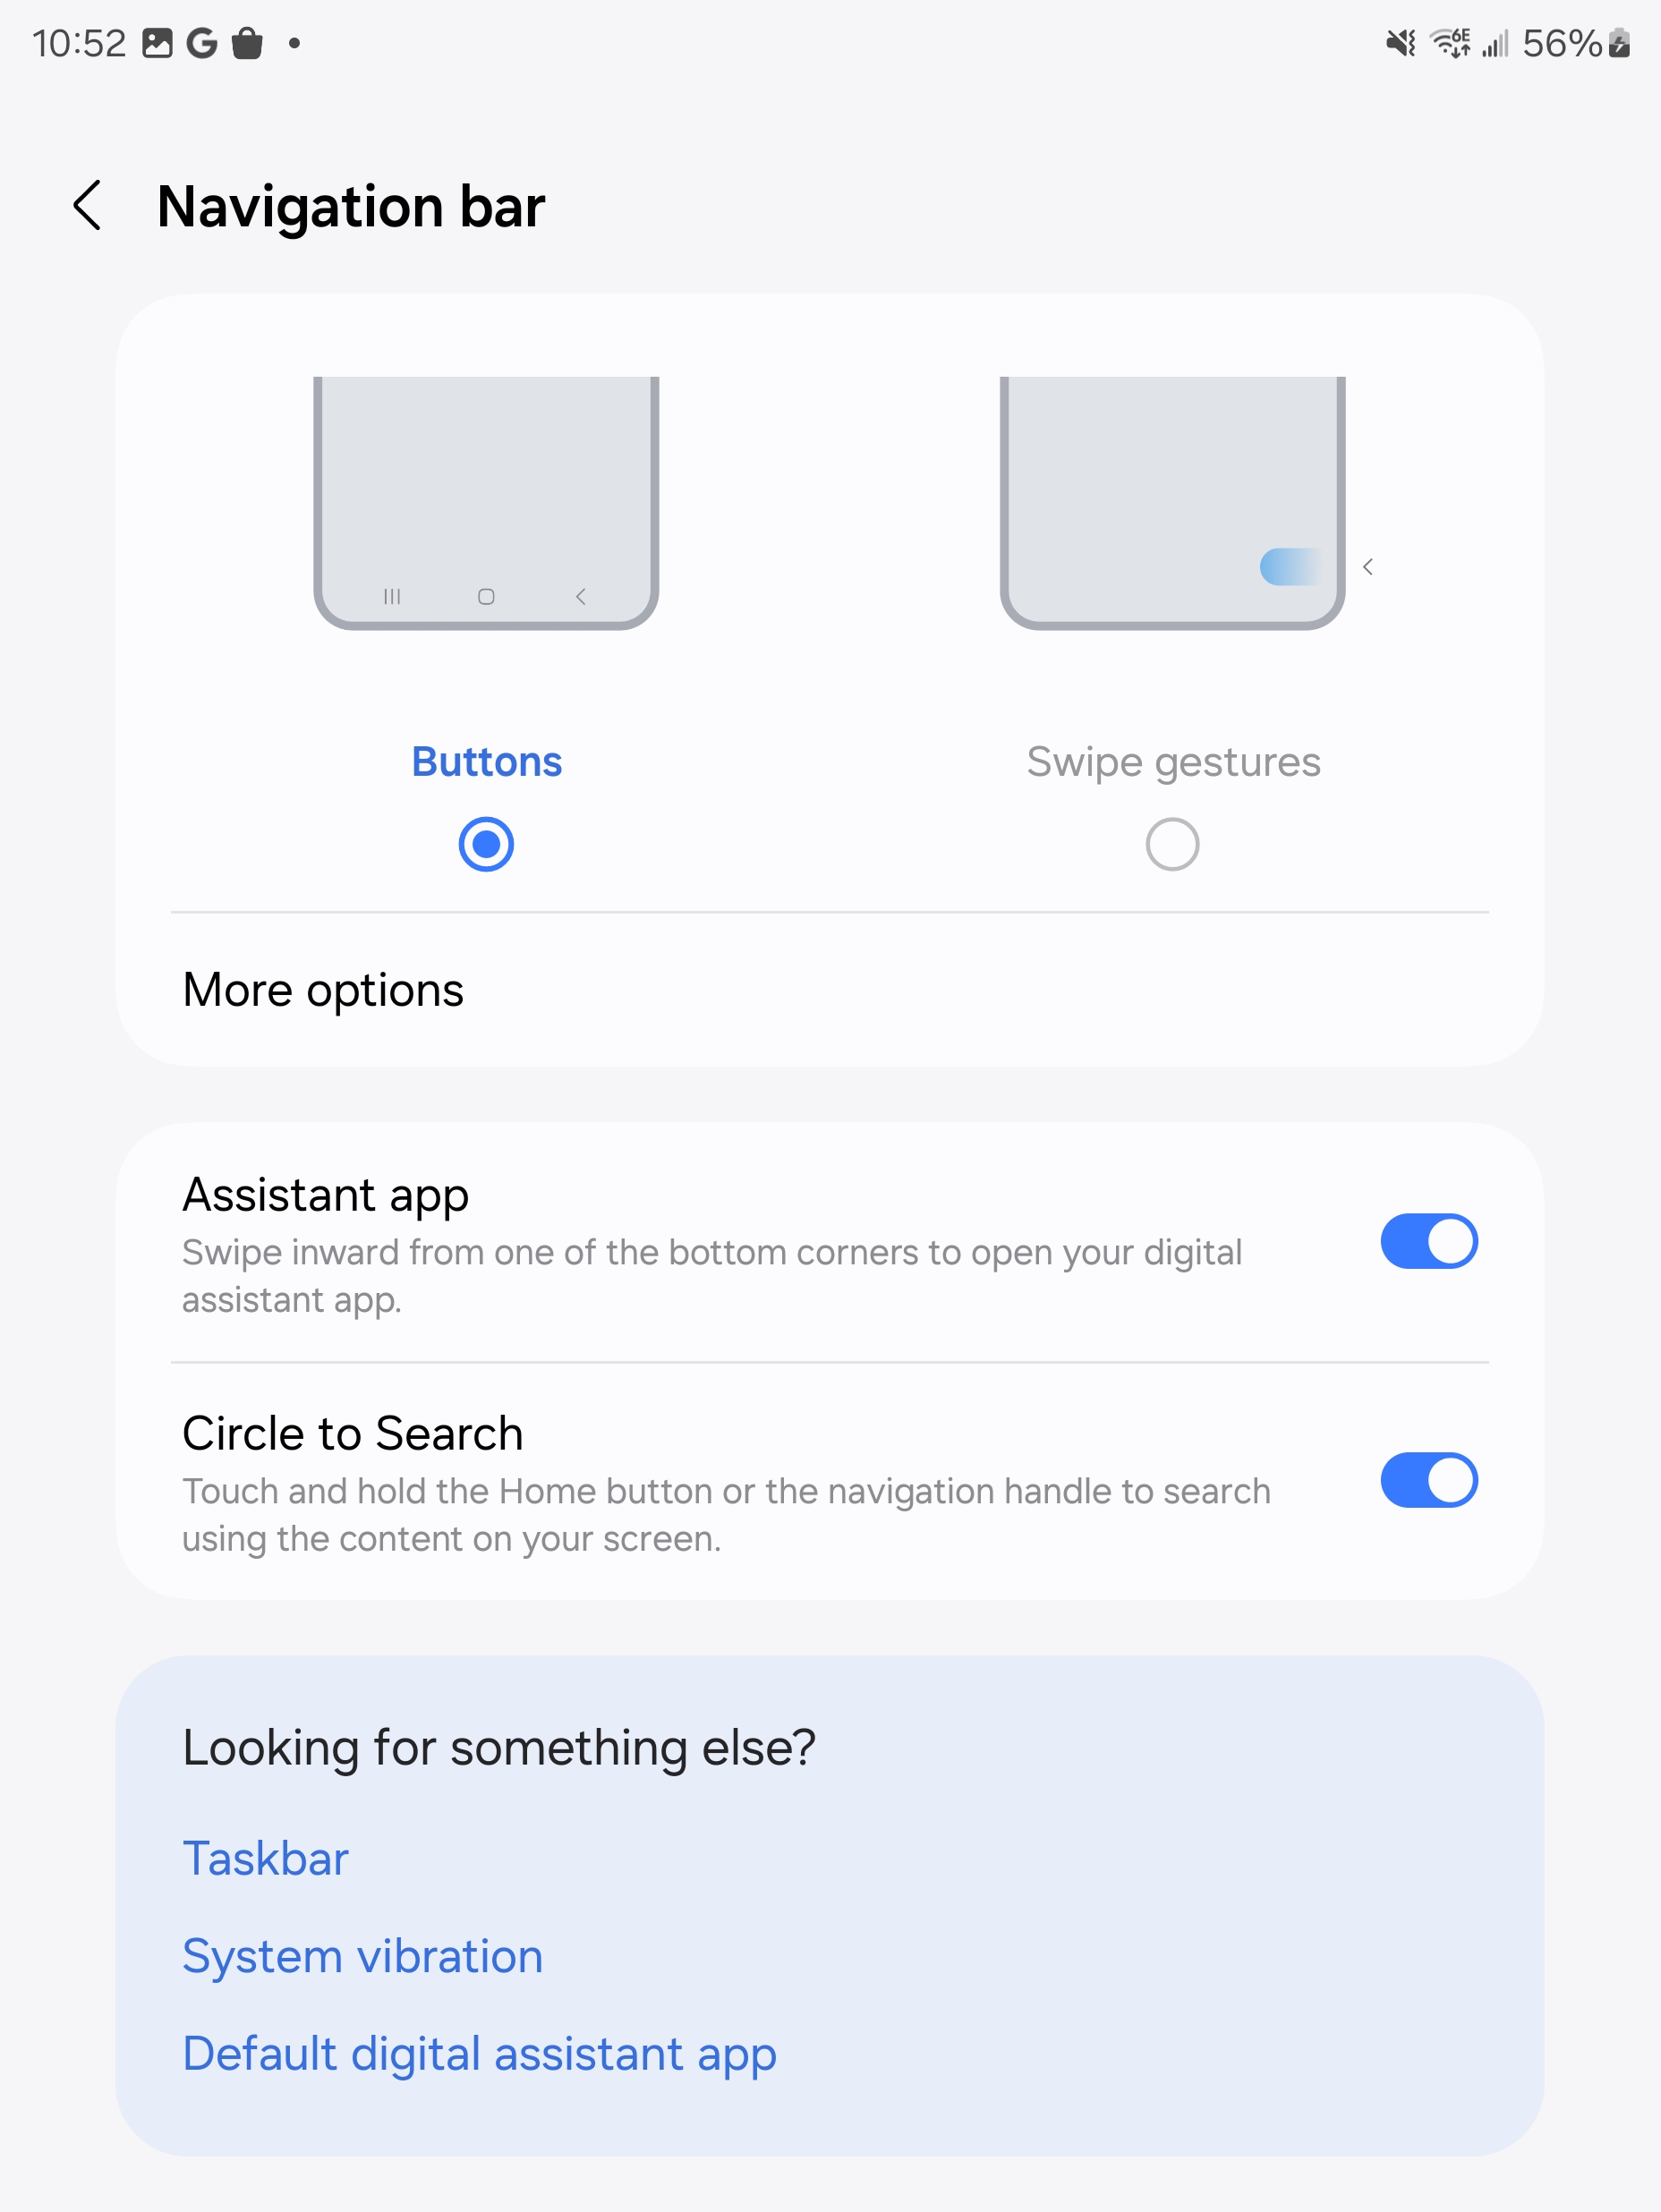 10:52
6E 56%
Navigation bar
Buttons
Swipe gestures
More options
Assistant app
Swipe inward from one of the bottom corners to open your digital
assistant app.
Circle to Search
Touch and hold the Home button or the navigation handle to search
using the content on your screen.
Looking for something else?
Taskbar
System vibration
Default digital assistant app